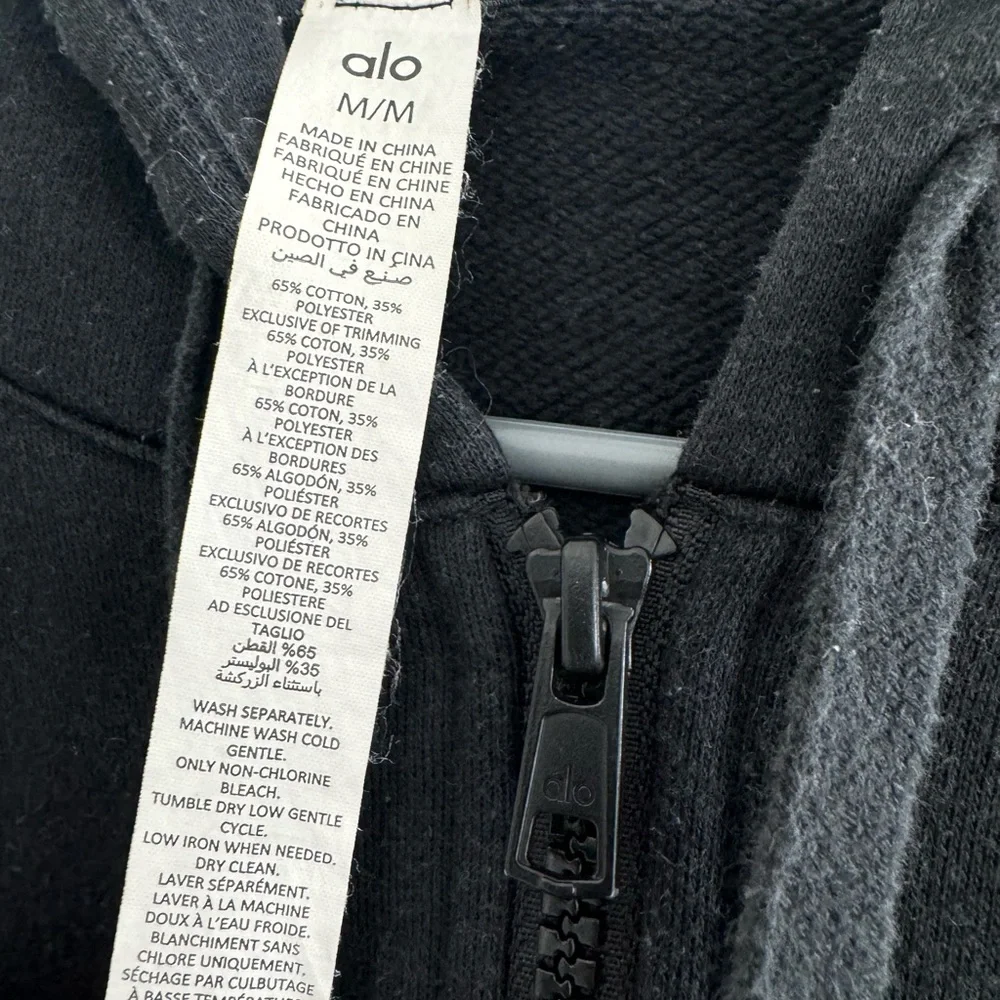 alo
M/M
MADE IN CHINA
FABRIQUÉ EN CHINE
FABRIQUÉ EN CHINE
HECHO EN CHINA
FABRICADO EN
CHINA
PRODOTTO IN CINA
صنع في الصين
65% COTTON, 35%
POLYESTER
EXCLUSIVE OF TRIMMING
65% COTON, 35%
POLYESTER
À L'EXCEPTION DE LA
BORDURE
65% COTON, 35%
POLYESTER
À L'EXCEPTION DES
BORDURES
65% ALGODÓN, 35%
POLIÉSTER
EXCLUSIVO DE RECORTES
65% ALGODÓN, 35%
POLIÉSTER
EXCLUSIVO DE RECORTES
65% COTONE, 35%
POLIESTERE
AD ESCLUSIONE DEL
TAGLIO
65% القطن
35% البوليستر
باستثناء الزركشة
WASH SEPARATELY.
MACHINE WASH COLD
GENTLE.
ONLY NON-CHLORINE
BLEACH.
TUMBLE DRY LOW GENTLE
CYCLE.
LOW IRON WHEN NEEDED.
DRY CLEAN.
LAVER SÉPARÉMENT.
LAVER À LA MACHINE
DOUX À L'EAU FROIDE.
BLANCHIMENT SANS
CHLORE UNIQUEMENT.
SÉCHAGE PAR CULBUTAGE
À BASSE TEMPÉRATURE
alo